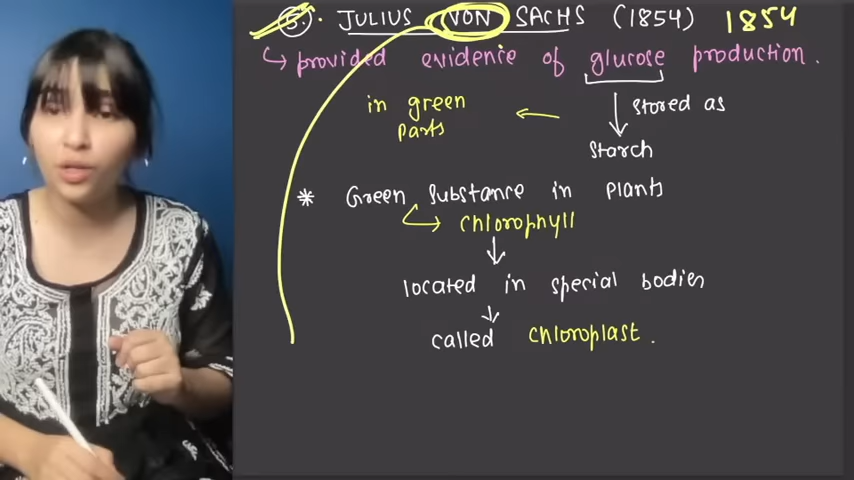 5. JULIUS VON SACHS (1854) 1854
↳ provided evidence of glucose production.
in green ← ↓ stored as
parts
starch
* Green substance in plants
↳ chlorophyll
↓
located in special bodies
↓
called chloroplast.